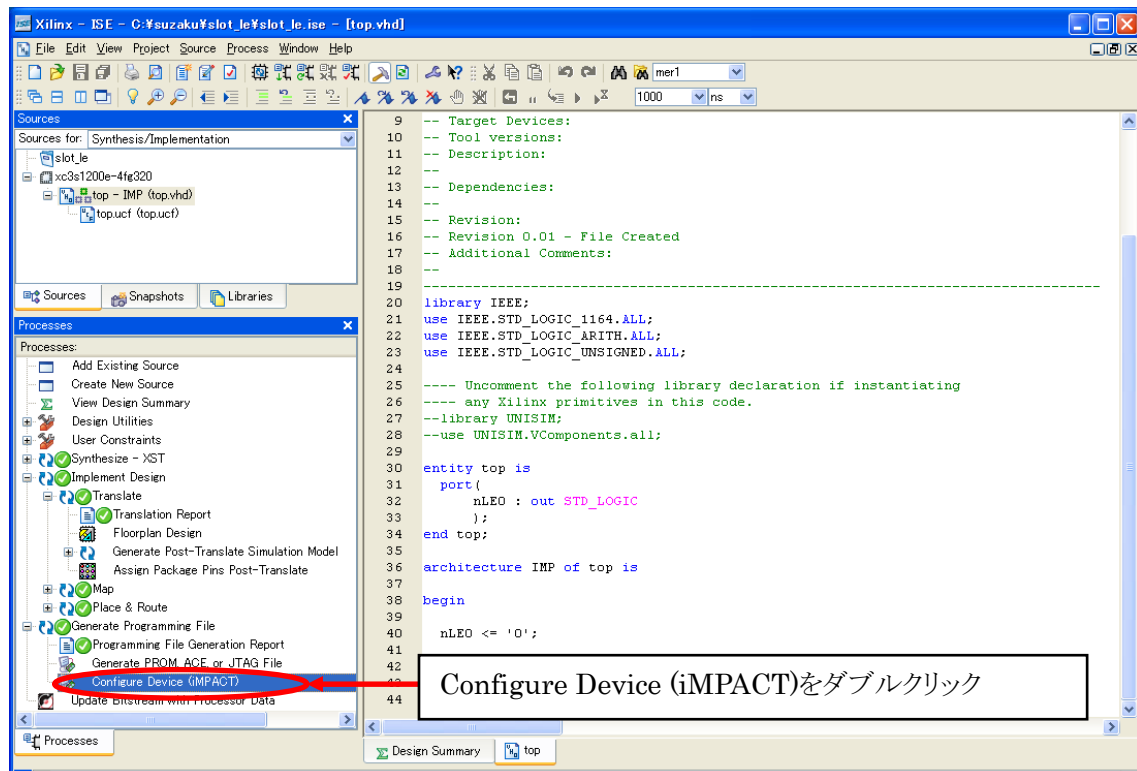 Xilinx - ISE - C:¥suzaku¥slot_le¥slot_le.ise - [top.vhd]
File Edit View Project Source Process Window Help
mer1
1000 ns
Sources
Sources for: Synthesis/Implementation
slot_le
xc3s1200e-4fg320
top - IMP (top.vhd)
top.ucf (top.ucf)
Sources Snapshots Libraries
Processes
Processes:
Add Existing Source
Create New Source
View Design Summary
Design Utilities
User Constraints
Synthesize - XST
Implement Design
Translate
Translation Report
Floorplan Design
Generate Post-Translate Simulation Model
Assign Package Pins Post-Translate
Map
Place & Route
Generate Programming File
Programming File Generation Report
Generate PROM, ACE, or JTAG File
Configure Device (iMPACT)
Update Bitstream with Processor Data
Processes
9 -- Target Devices:
10 -- Tool versions:
11 -- Description:
12 --
13 -- Dependencies:
14 --
15 -- Revision:
16 -- Revision 0.01 - File Created
17 -- Additional Comments:
18 --
19 ----------------------------------------------------------------------------------
20 library IEEE;
21 use IEEE.STD_LOGIC_1164.ALL;
22 use IEEE.STD_LOGIC_ARITH.ALL;
23 use IEEE.STD_LOGIC_UNSIGNED.ALL;
24
25 ---- Uncomment the following library declaration if instantiating
26 ---- any Xilinx primitives in this code.
27 --library UNISIM;
28 --use UNISIM.VComponents.all;
29
30 entity top is
31 port(
32 nLE0 : out STD_LOGIC
33 );
34 end top;
35
36 architecture IMP of top is
37
38 begin
39
40 nLE0 <= '0';
41
42
44
Configure Device (iMPACT)をダブルクリック
Design Summary top